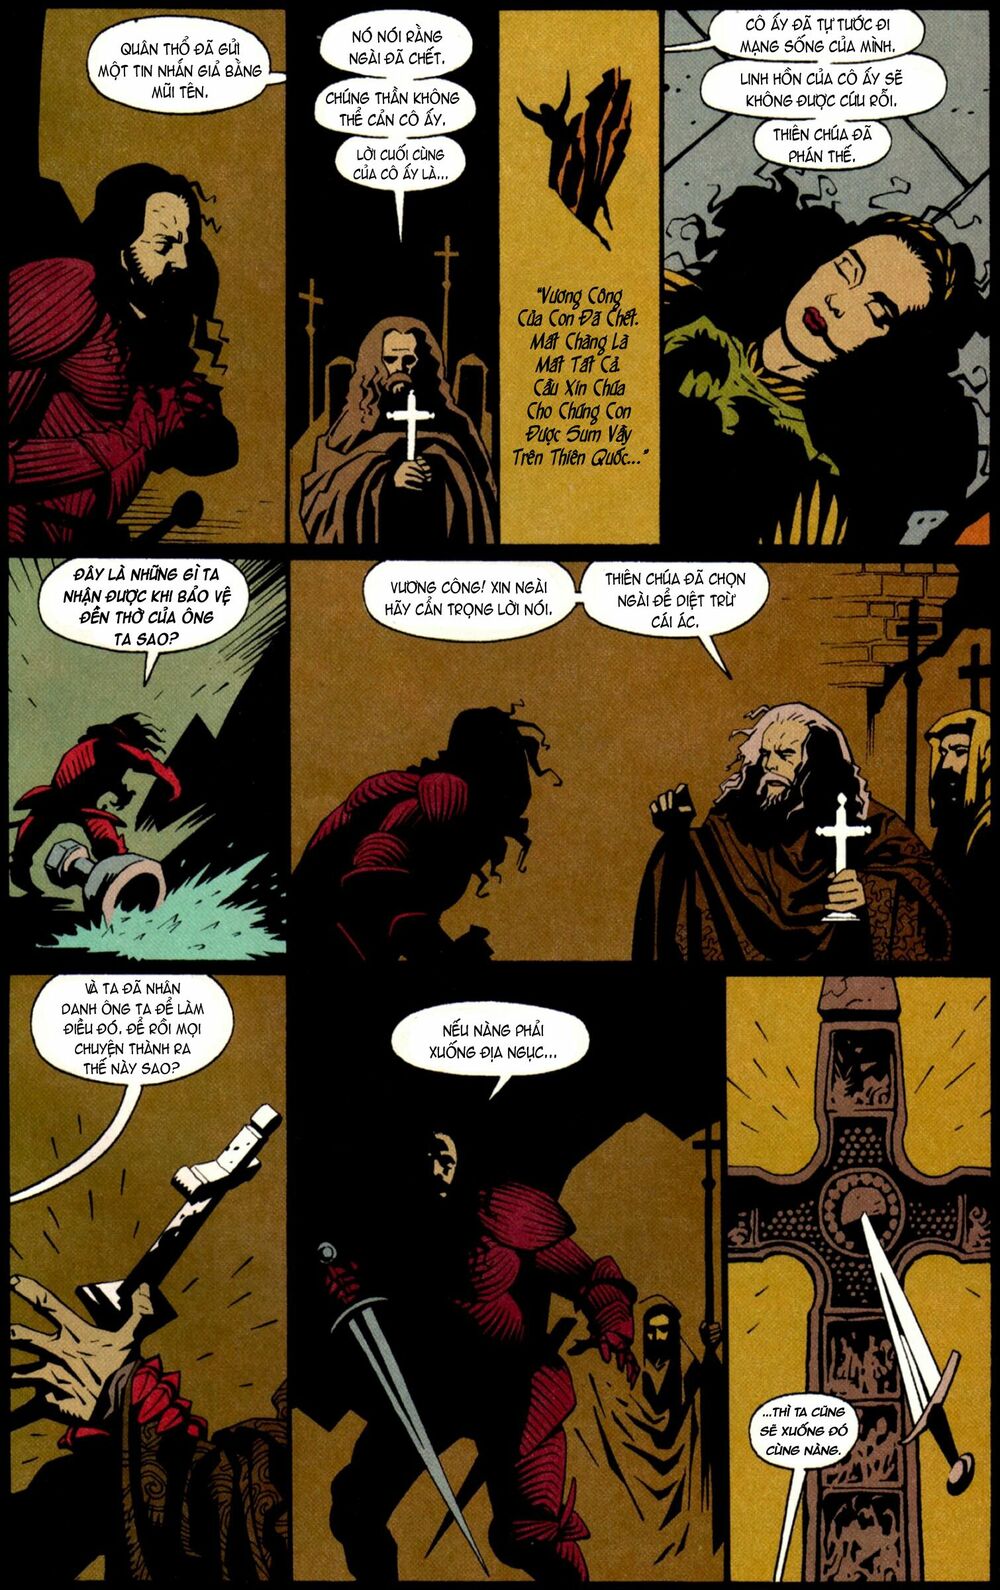 QUÂN THỔ ĐÃ GỬI
MỘT TIN NHẮN GIẢ BẰNG
MŨI TÊN.
NÓ NÓI RẰNG
NGÀI ĐÃ CHẾT.
CHÚNG THẦN KHÔNG
THỂ CẢN CÔ ẤY.
LỜI CUỐI CÙNG
CỦA CÔ ẤY LÀ...
"Vương Công
Của Con Đã Chết.
Mất Chàng Là
Mất Tất Cả.
Cầu Xin Chúa
Cho Chúng Con
Được Sum Vầy
Trên Thiên Quốc..."
CÔ ẤY ĐÃ TỰ TƯỚC ĐI
MẠNG SỐNG CỦA MÌNH.
LINH HỒN CỦA CÔ ẤY SẼ
KHÔNG ĐƯỢC CỨU RỖI.
THIÊN CHÚA ĐÃ
PHÁN THẾ.
ĐÂY LÀ NHỮNG GÌ TA
NHẬN ĐƯỢC KHI BẢO VỆ
ĐỀN THỜ CỦA ÔNG
TA SAO?
VƯƠNG CÔNG! XIN NGÀI
HÃY CẨN TRỌNG LỜI NÓI.
THIÊN CHÚA ĐÃ CHỌN
NGÀI ĐỂ DIỆT TRỪ
CÁI ÁC.
VÀ TA ĐÃ NHÂN
DANH ÔNG TA ĐỂ LÀM
ĐIỀU ĐÓ. ĐỂ RỒI MỌI
CHUYỆN THÀNH RA
THẾ NÀY SAO?
NẾU NÀNG PHẢI
XUỐNG ĐỊA NGỤC...
...THÌ TA CŨNG
SẼ XUỐNG ĐÓ
CÙNG NÀNG.